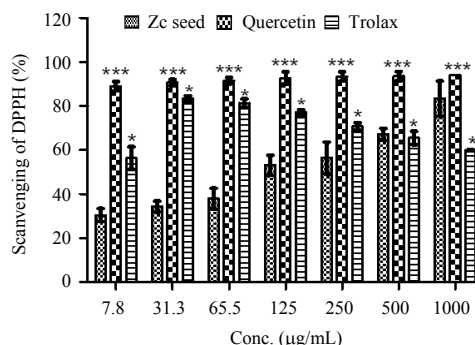 Zc seed Quercetin Trolax
Scanvenging of DPPH (%)
120
100
80
60
40
20
0
*** *** *** *** *** *** ***
* * * * * * *
7.8 31.3 65.5 125 250 500 1000
Conc. (μg/mL)